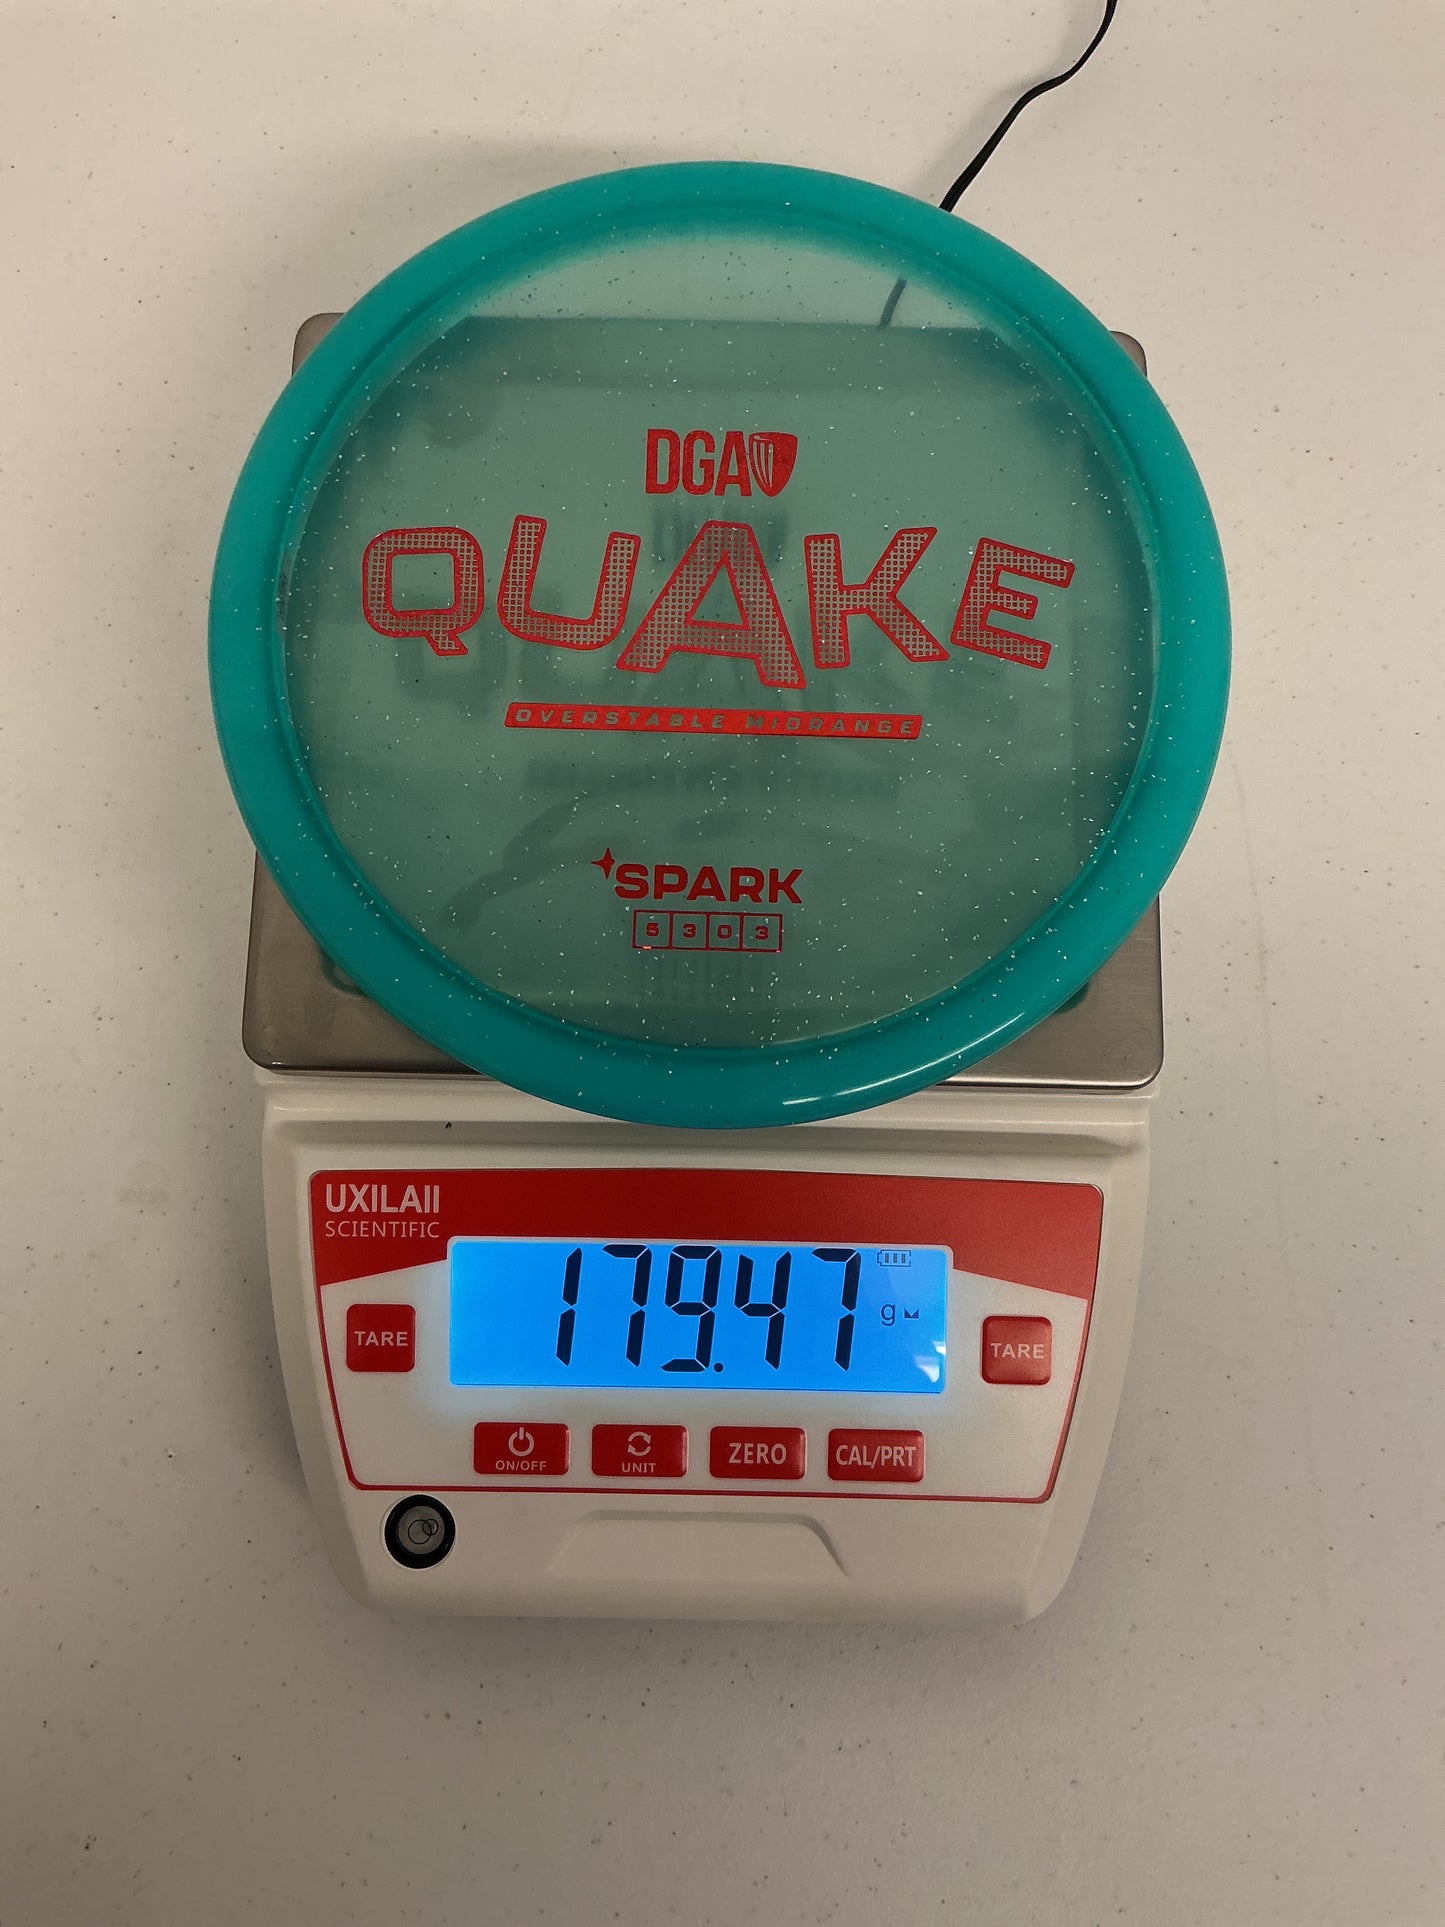 DGA
QUAKE
OVERSTABLE MIDRANGE
SPARK
5 3 0 3
UXILAII
SCIENTIFIC
179.47 g
TARE
TARE
ON/OFF UNIT ZERO CAL/PRT